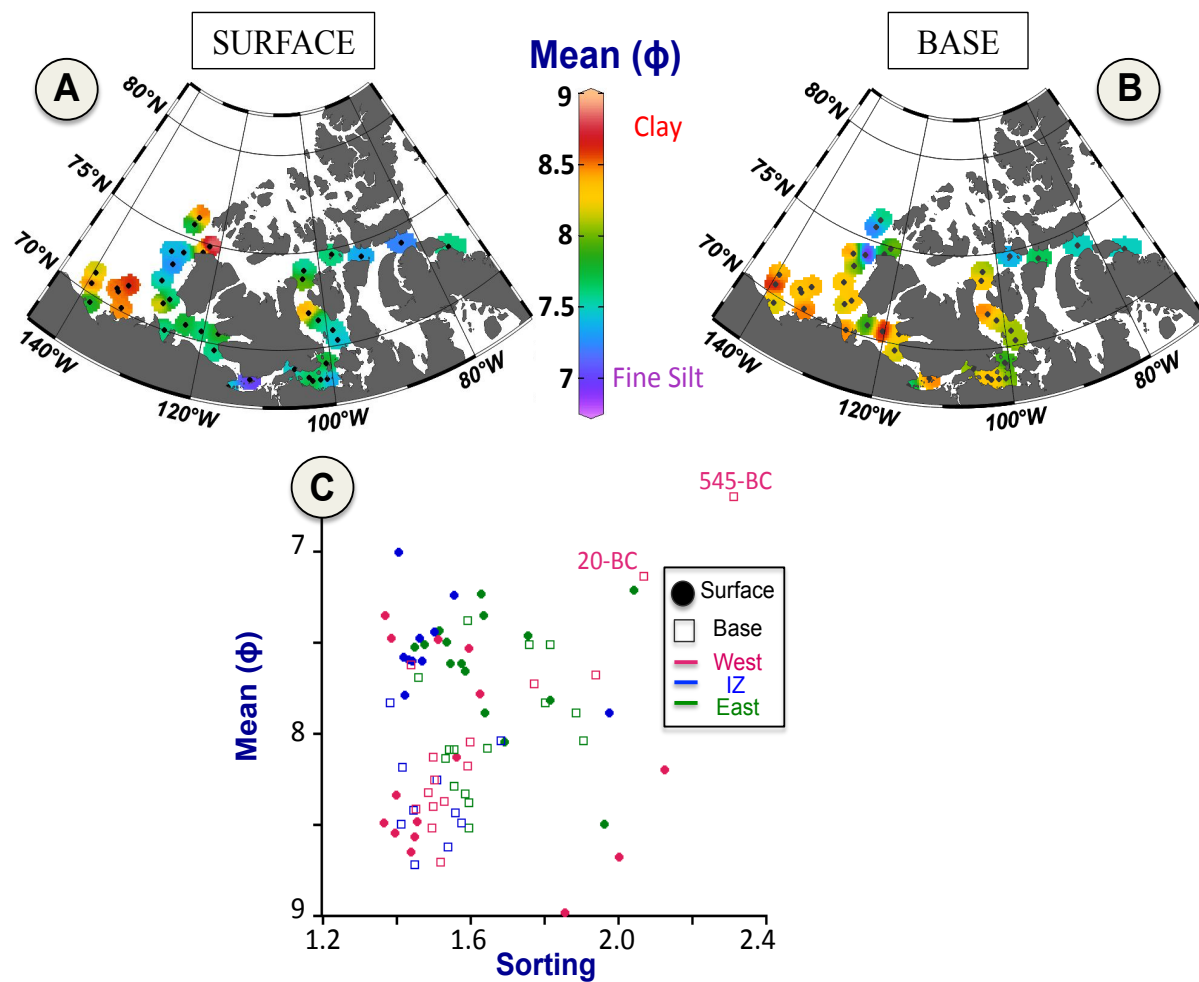 SURFACE
BASE
Mean (ϕ)
A
B
80°N
75°N
70°N
140°W
120°W
100°W
80°W
9
8.5
8
7.5
7
Clay
Fine Silt
80°N
75°N
70°N
140°W
120°W
100°W
80°W
C
545-BC
20-BC
Surface
Base
West
IZ
East
Mean (ϕ)
7
8
9
1.2
1.6
2.0
2.4
Sorting